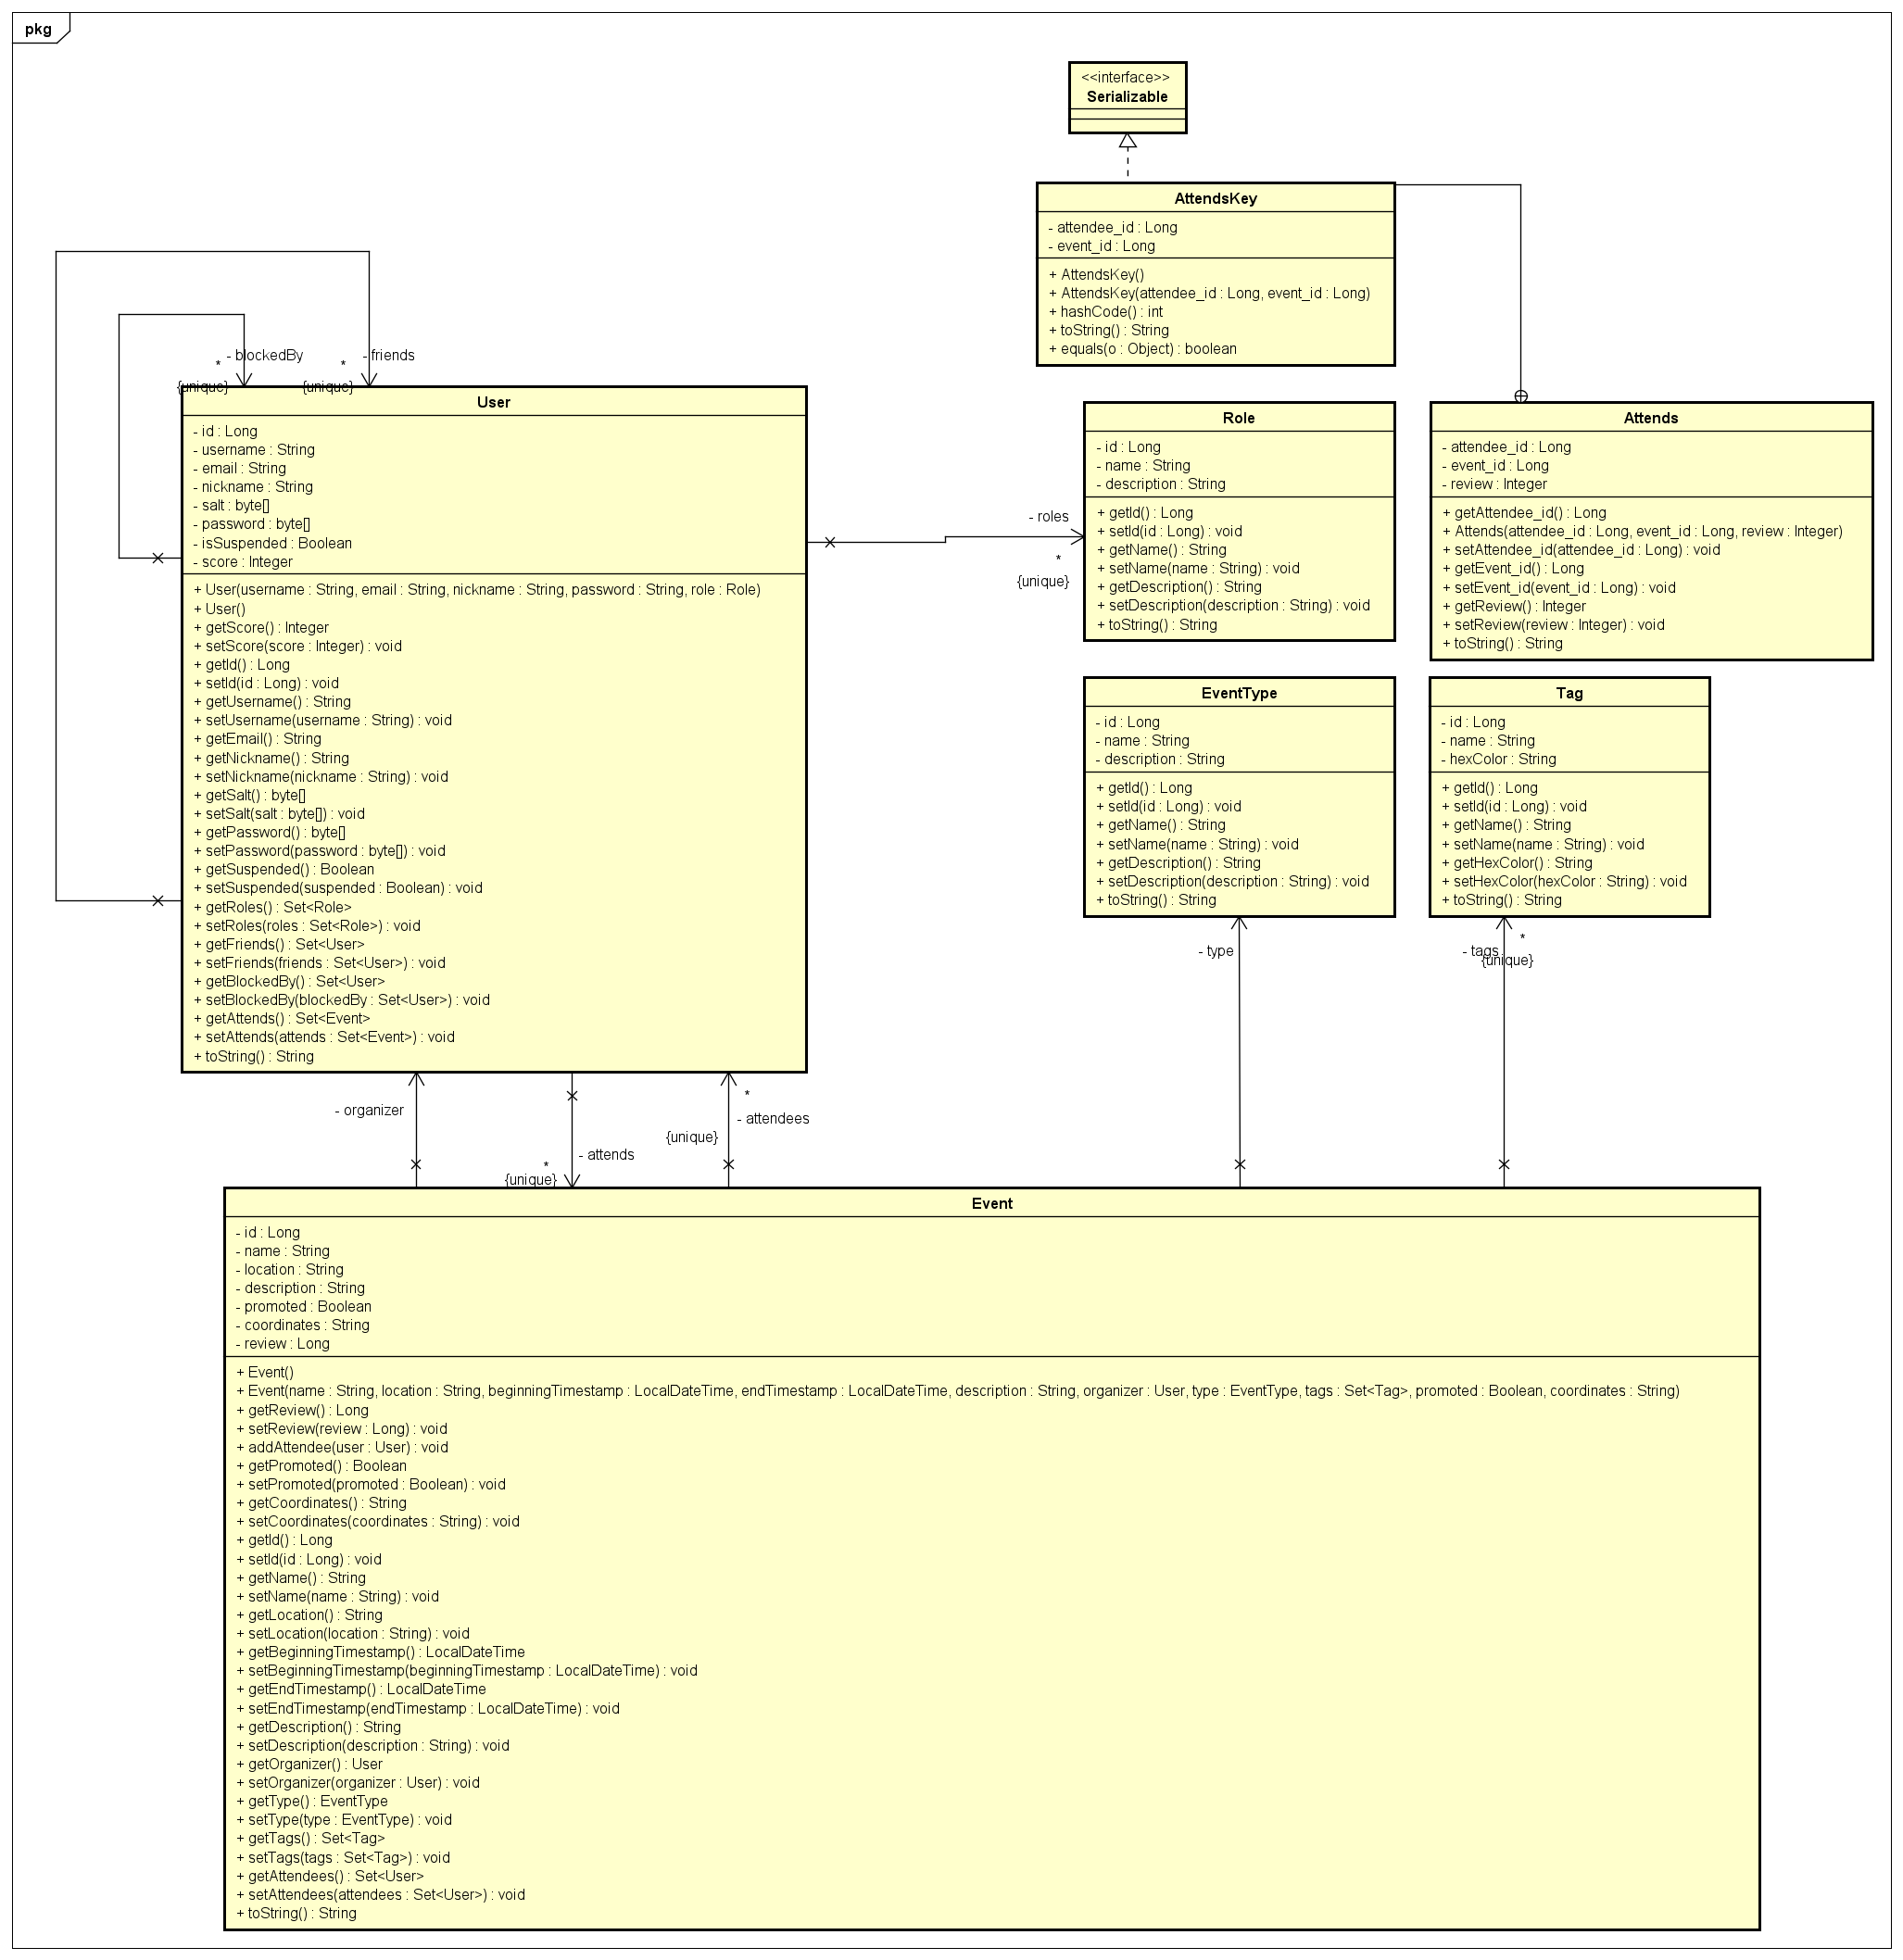 pkg
<<interface>>
Serializable
AttendsKey
- attendee_id : Long
- event_id : Long
+ AttendsKey()
+ AttendsKey(attendee_id : Long, event_id : Long)
+ hashCode() : int
+ toString() : String
+ equals(o : Object) : boolean
- blockedBy
*
{unique}
- friends
*
{unique}
User
- id : Long
- username : String
- email : String
- nickname : String
- salt : byte[]
- password : byte[]
- isSuspended : Boolean
- score : Integer
+ User(username : String, email : String, nickname : String, password : String, role : Role)
+ User()
+ getScore() : Integer
+ setScore(score : Integer) : void
+ getId() : Long
+ setId(id : Long) : void
+ getUsername() : String
+ setUsername(username : String) : void
+ getEmail() : String
+ getNickname() : String
+ setNickname(nickname : String) : void
+ getSalt() : byte[]
+ setSalt(salt : byte[]) : void
+ getPassword() : byte[]
+ setPassword(password : byte[]) : void
+ getSuspended() : Boolean
+ setSuspended(suspended : Boolean) : void
+ getRoles() : Set<Role>
+ setRoles(roles : Set<Role>) : void
+ getFriends() : Set<User>
+ setFriends(friends : Set<User>) : void
+ getBlockedBy() : Set<User>
+ setBlockedBy(blockedBy : Set<User>) : void
+ getAttends() : Set<Event>
+ setAttends(attends : Set<Event>) : void
+ toString() : String
- roles
*
{unique}
Role
- id : Long
- name : String
- description : String
+ getId() : Long
+ setId(id : Long) : void
+ getName() : String
+ setName(name : String) : void
+ getDescription() : String
+ setDescription(description : String) : void
+ toString() : String
Attends
- attendee_id : Long
- event_id : Long
- review : Integer
+ getAttendee_id() : Long
+ Attends(attendee_id : Long, event_id : Long, review : Integer)
+ setAttendee_id(attendee_id : Long) : void
+ getEvent_id() : Long
+ setEvent_id(event_id : Long) : void
+ getReview() : Integer
+ setReview(review : Integer) : void
+ toString() : String
EventType
- id : Long
- name : String
- description : String
+ getId() : Long
+ setId(id : Long) : void
+ getName() : String
+ setName(name : String) : void
+ getDescription() : String
+ setDescription(description : String) : void
+ toString() : String
Tag
- id : Long
- name : String
- hexColor : String
+ getId() : Long
+ setId(id : Long) : void
+ getName() : String
+ setName(name : String) : void
+ getHexColor() : String
+ setHexColor(hexColor : String) : void
+ toString() : String
- type
- tags
*
{unique}
- organizer
- attends
*
{unique}
*
- attendees
{unique}
Event
- id : Long
- name : String
- location : String
- description : String
- promoted : Boolean
- coordinates : String
- review : Long
+ Event()
+ Event(name : String, location : String, beginningTimestamp : LocalDateTime, endTimestamp : LocalDateTime, description : String, organizer : User, type : EventType, tags : Set<Tag>, promoted : Boolean, coordinates : String)
+ getReview() : Long
+ setReview(review : Long) : void
+ addAttendee(user : User) : void
+ getPromoted() : Boolean
+ setPromoted(promoted : Boolean) : void
+ getCoordinates() : String
+ setCoordinates(coordinates : String) : void
+ getId() : Long
+ setId(id : Long) : void
+ getName() : String
+ setName(name : String) : void
+ getLocation() : String
+ setLocation(location : String) : void
+ getBeginningTimestamp() : LocalDateTime
+ setBeginningTimestamp(beginningTimestamp : LocalDateTime) : void
+ getEndTimestamp() : LocalDateTime
+ setEndTimestamp(endTimestamp : LocalDateTime) : void
+ getDescription() : String
+ setDescription(description : String) : void
+ getOrganizer() : User
+ setOrganizer(organizer : User) : void
+ getType() : EventType
+ setType(type : EventType) : void
+ getTags() : Set<Tag>
+ setTags(tags : Set<Tag>) : void
+ getAttendees() : Set<User>
+ setAttendees(attendees : Set<User>) : void
+ toString() : String